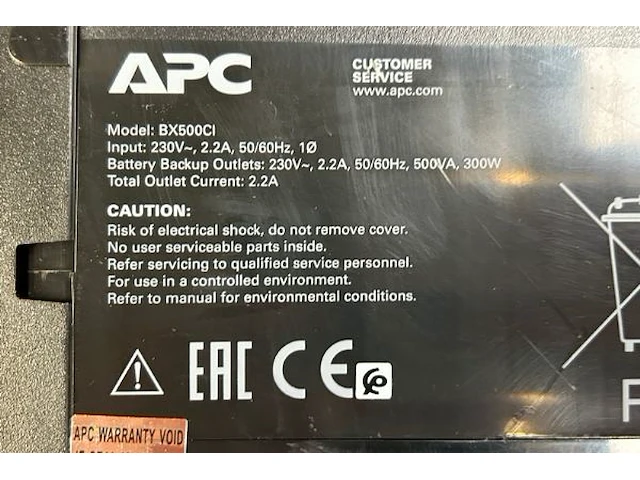 APC
CUSTOMER
SERVICE
www.apc.com
Model: BX500CI
Input: 230V~, 2.2A, 50/60Hz, 1Ø
Battery Backup Outlets: 230V~, 2.2A, 50/60Hz, 500VA, 300W
Total Outlet Current: 2.2A
CAUTION:
Risk of electrical shock, do not remove cover.
No user serviceable parts inside.
Refer servicing to qualified service personnel.
For use in a controlled environment.
Refer to manual for environmental conditions.
EAC CE
APC WARRANTY VOID